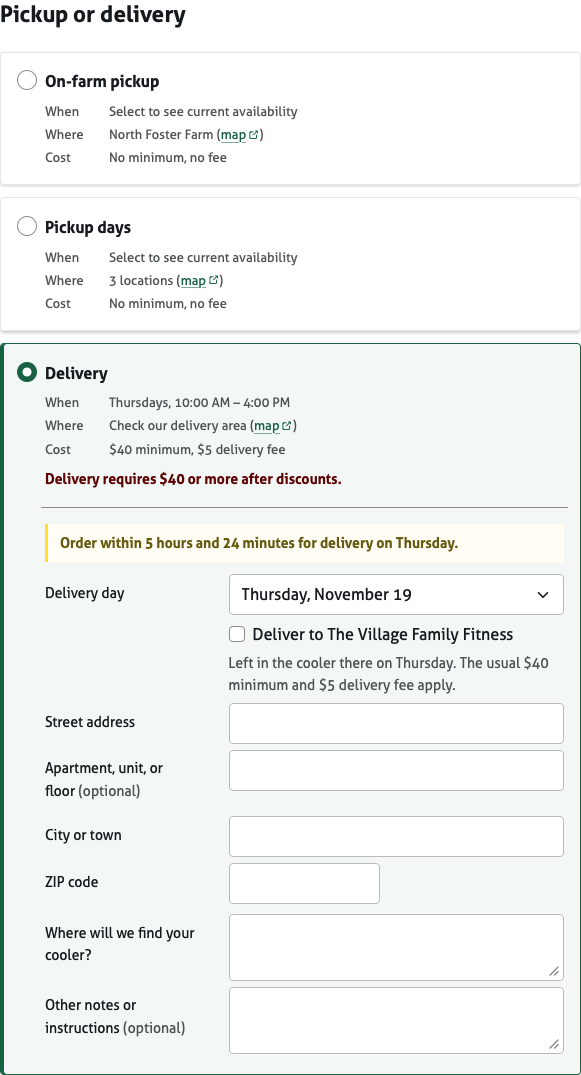 Pickup or delivery
On-farm pickup
When Select to see current availability
Where North Foster Farm (map)
Cost No minimum, no fee
Pickup days
When Select to see current availability
Where 3 locations (map)
Cost No minimum, no fee
Delivery
When Thursdays, 10:00 AM – 4:00 PM
Where Check our delivery area (map)
Cost $40 minimum, $5 delivery fee
Delivery requires $40 or more after discounts.
Order within 5 hours and 24 minutes for delivery on Thursday.
Delivery day Thursday, November 19
Deliver to The Village Family Fitness
Left in the cooler there on Thursday. The usual $40
minimum and $5 delivery fee apply.
Street address
Apartment, unit, or
floor (optional)
City or town
ZIP code
Where will we find your
cooler?
Other notes or
instructions (optional)